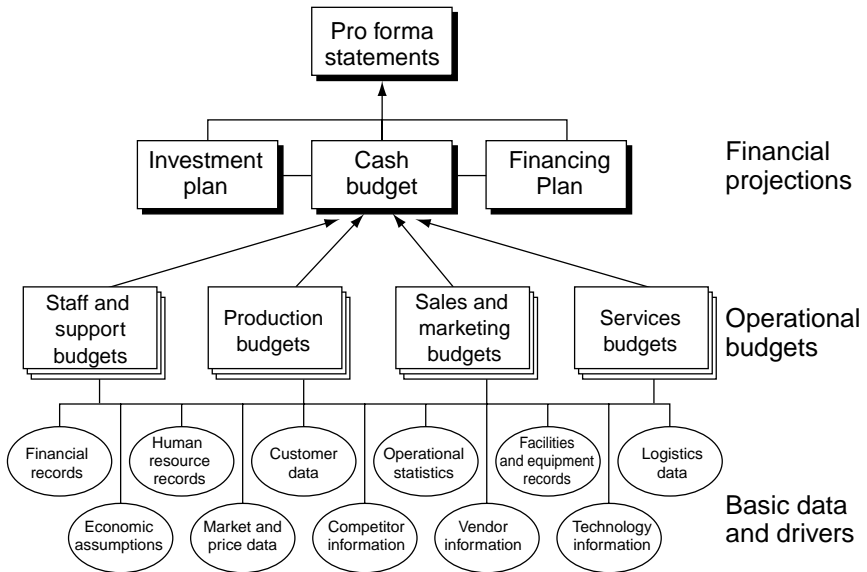 Pro forma
statements
Investment
plan
Cash
budget
Financing
Plan
Financial
projections
Staff and
support
budgets
Production
budgets
Sales and
marketing
budgets
Services
budgets
Operational
budgets
Financial
records
Human
resource
records
Customer
data
Operational
statistics
Facilities
and equipment
records
Logistics
data
Economic
assumptions
Market and
price data
Competitor
information
Vendor
information
Technology
information
Basic data
and drivers